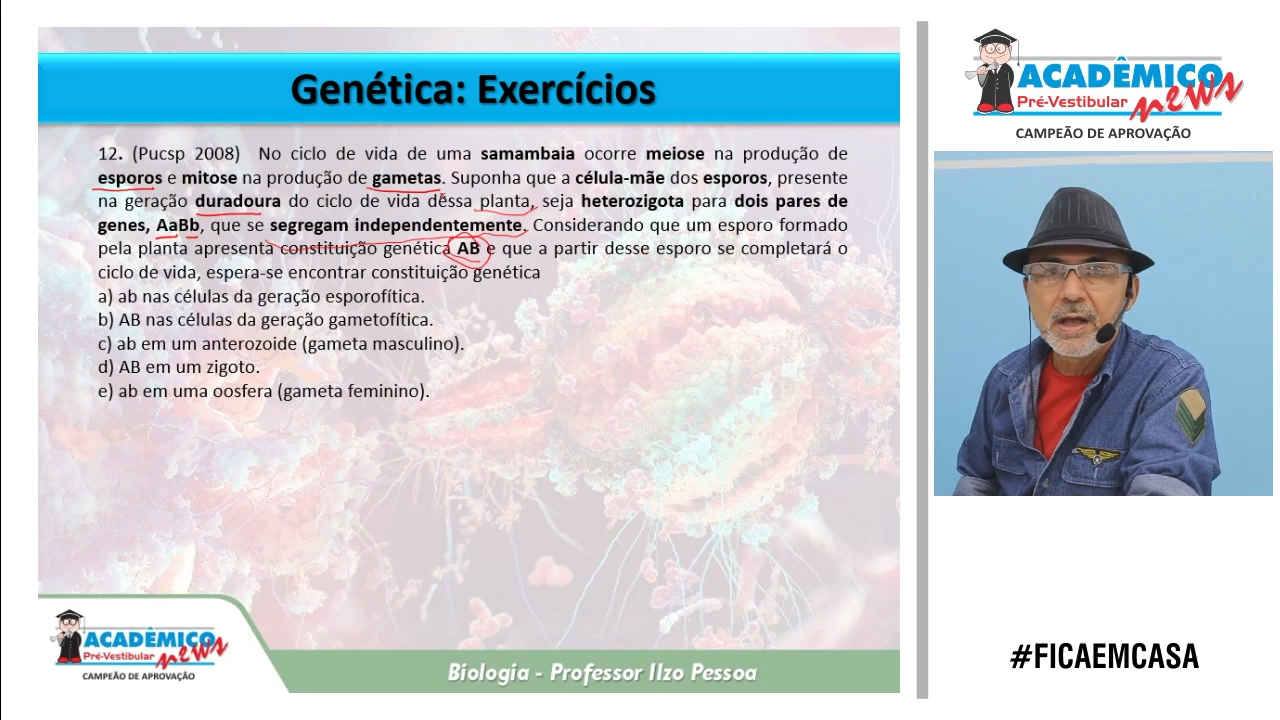 Genética: Exercícios
12. (Pucsp 2008) No ciclo de vida de uma samambaia ocorre meiose na produção de
esporos e mitose na produção de gametas. Suponha que a célula-mãe dos esporos, presente
na geração duradoura do ciclo de vida dessa planta, seja heterozigota para dois pares de
genes, AaBb, que se segregam independentemente. Considerando que um esporo formado
pela planta apresenta constituição genética AB e que a partir desse esporo se completará o
ciclo de vida, espera-se encontrar constituição genética
a) ab nas células da geração esporofítica.
b) AB nas células da geração gametofítica.
c) ab em um anterozoide (gameta masculino).
d) AB em um zigoto.
e) ab em uma oosfera (gameta feminino).
ACADÊMICO
Pré-Vestibular news
CAMPEÃO DE APROVAÇÃO
Biologia - Professor Ilzo Pessoa
ACADÊMICO
Pré-Vestibular news
CAMPEÃO DE APROVAÇÃO
#FICAEMCASA